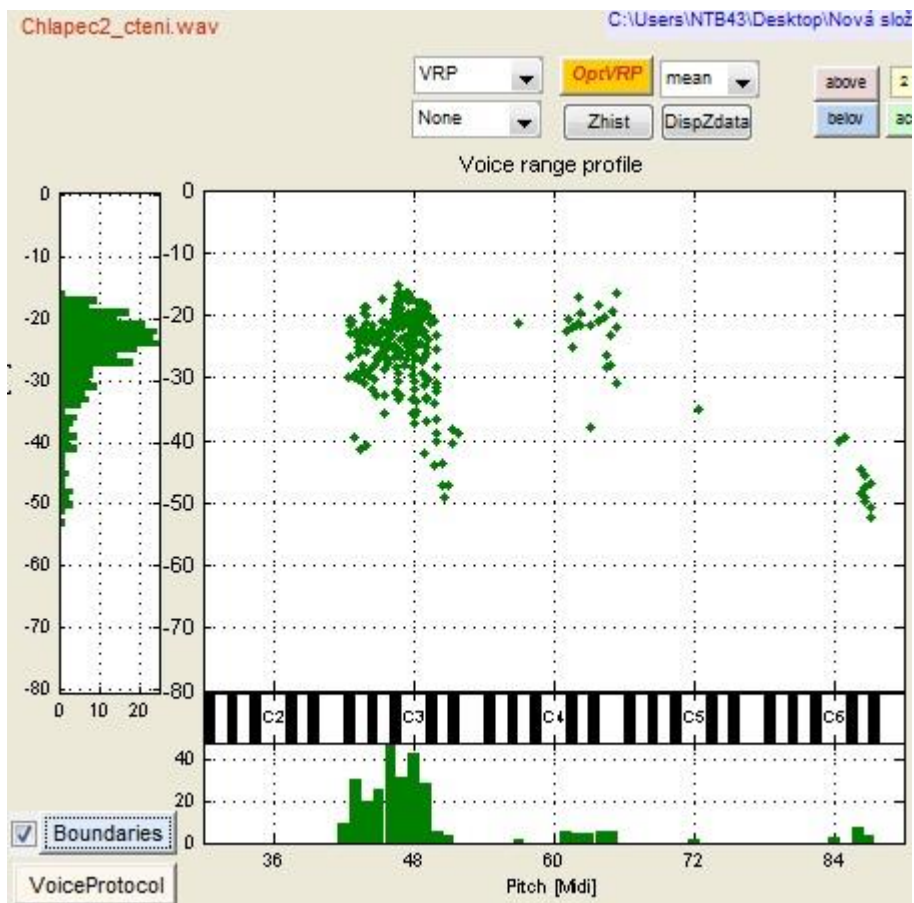 Chlapec2_cteni.wav
C:\Users\NTB43\Desktop\Nová slož
VRP OptVRP mean above 2
None Zhist DispZdata belov ac
Voice range profile
0 0
-10 -10
-20 -20
-30 -30
-40 -40
-50 -50
-60 -60
-70 -70
-80 -80
0 10 20
C2 C3 C4 C5 C6
40
20
0
Boundaries
36 48 60 72 84
VoiceProtocol
Pitch [Midi]